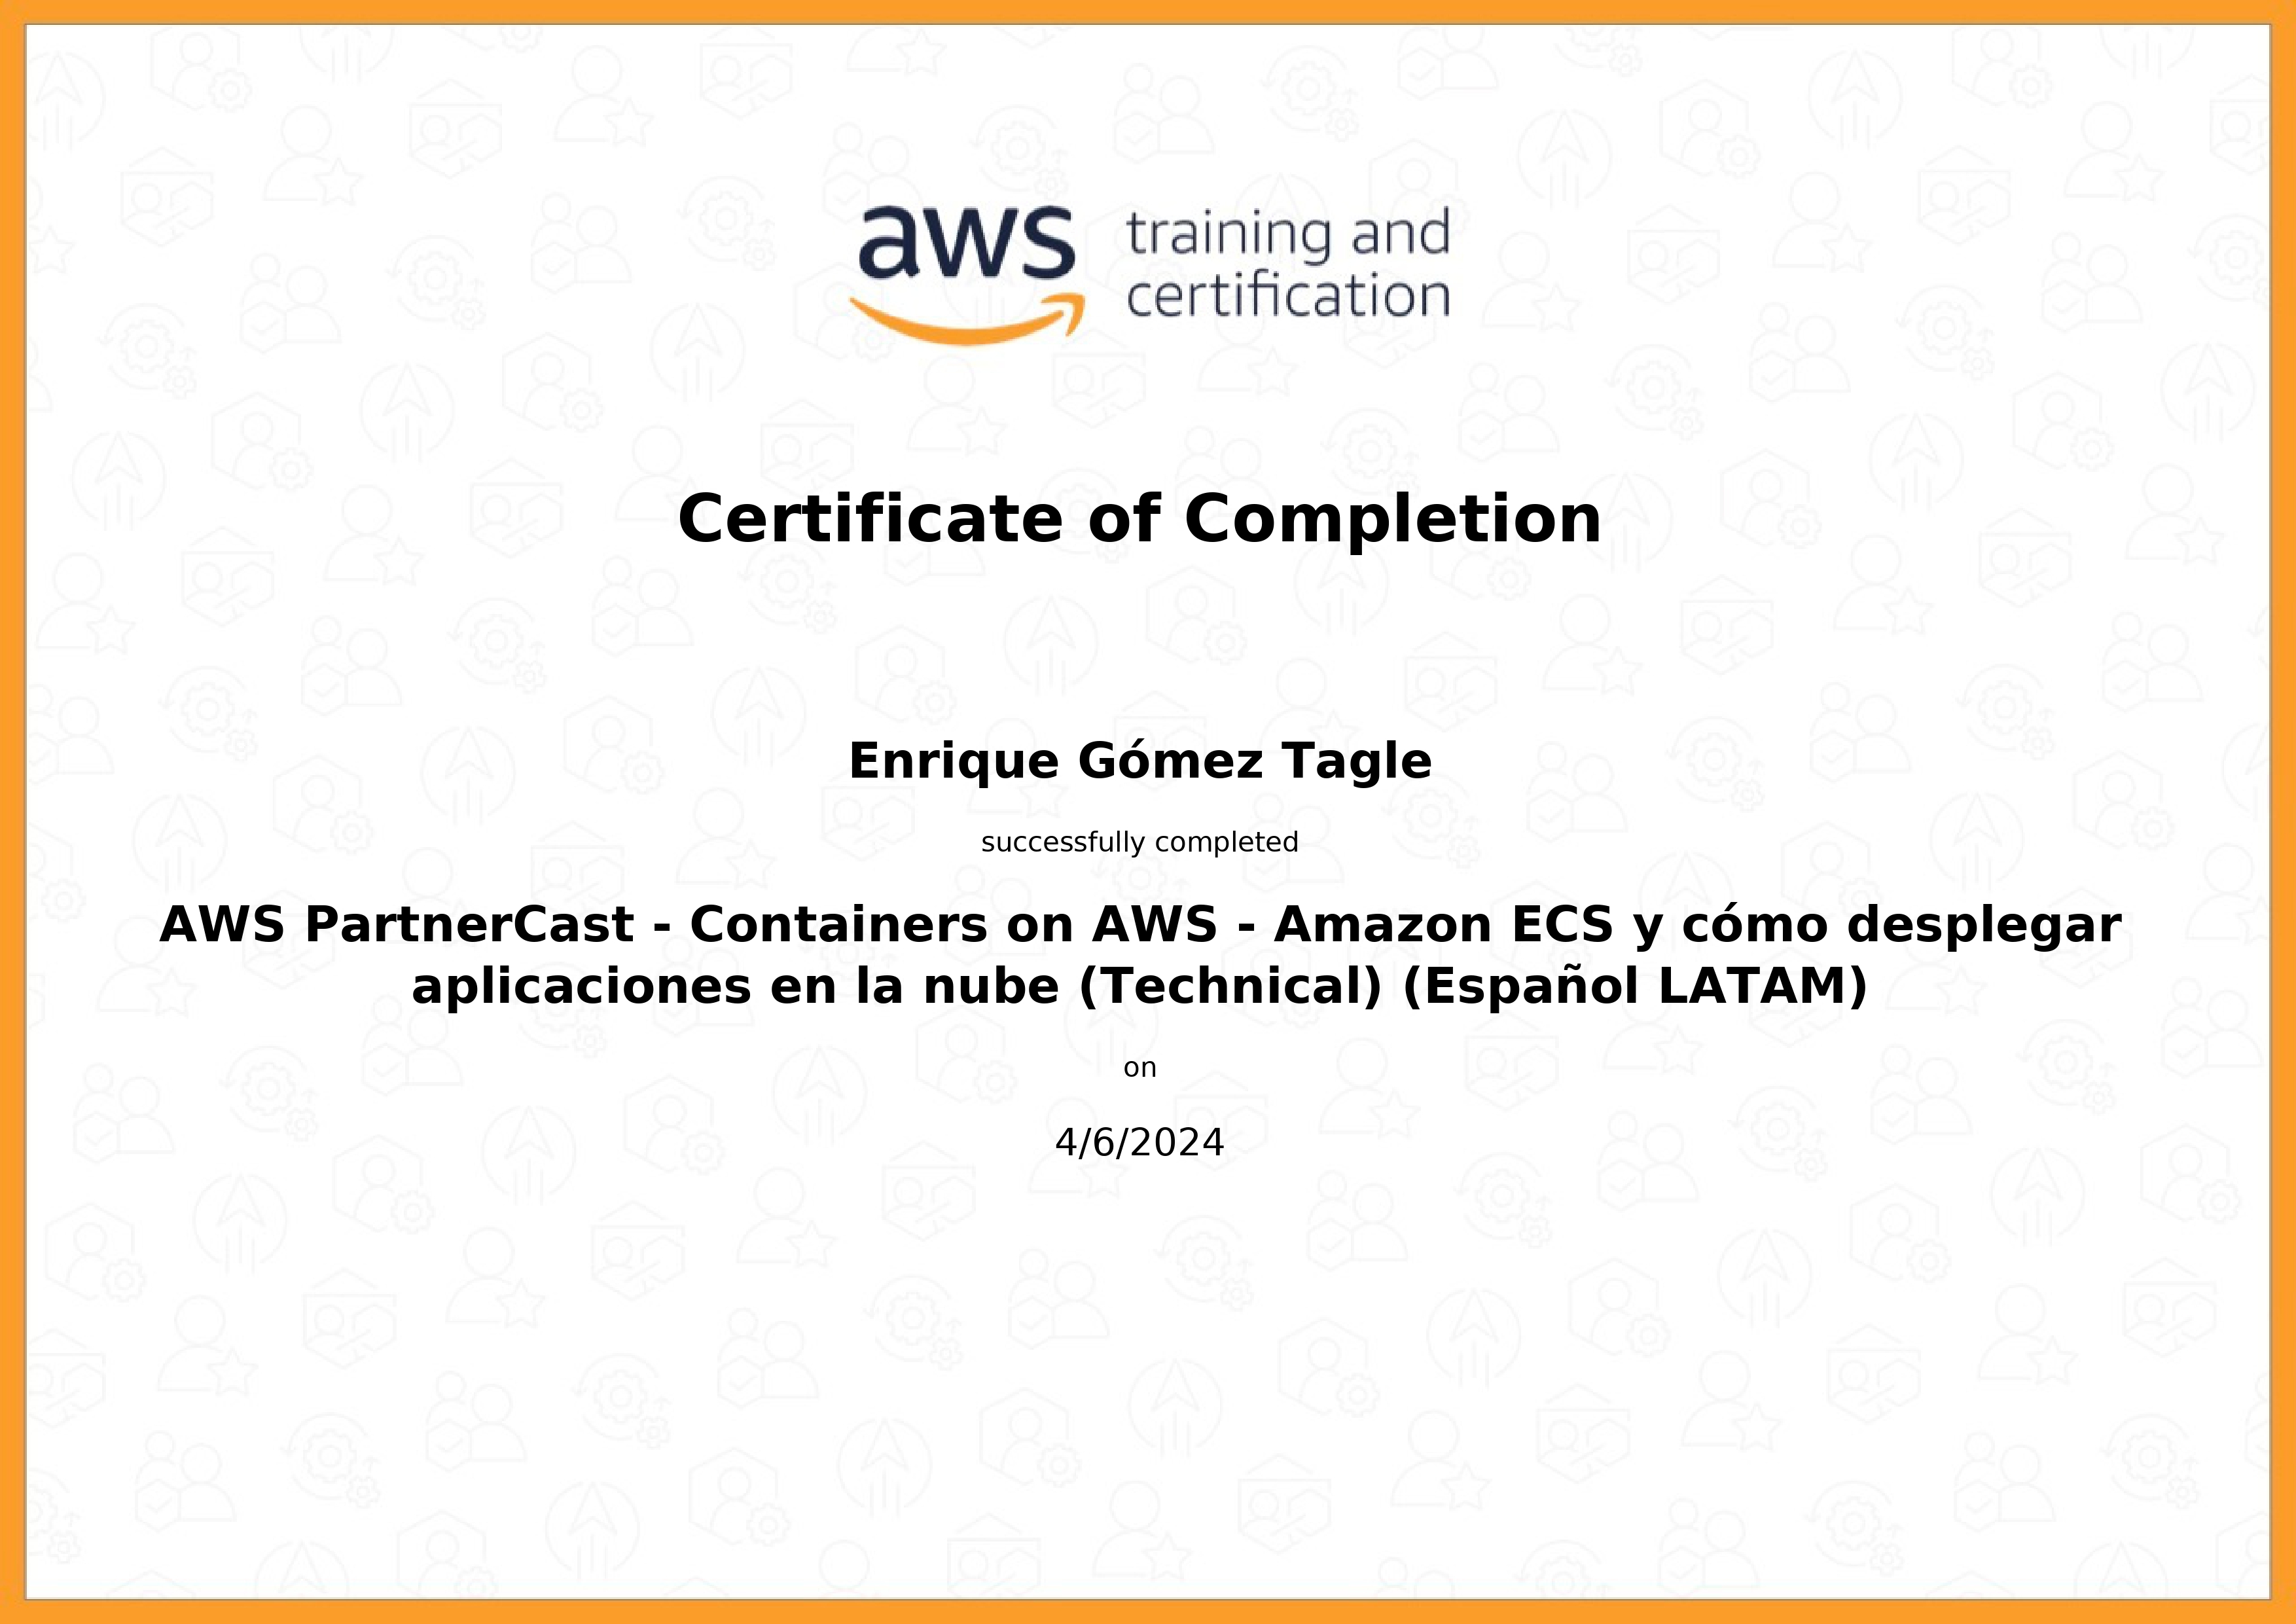 aws training and
certification
Certificate of Completion
Enrique Gómez Tagle
successfully completed
AWS PartnerCast - Containers on AWS - Amazon ECS y cómo desplegar
aplicaciones en la nube (Technical) (Español LATAM)
on
4/6/2024